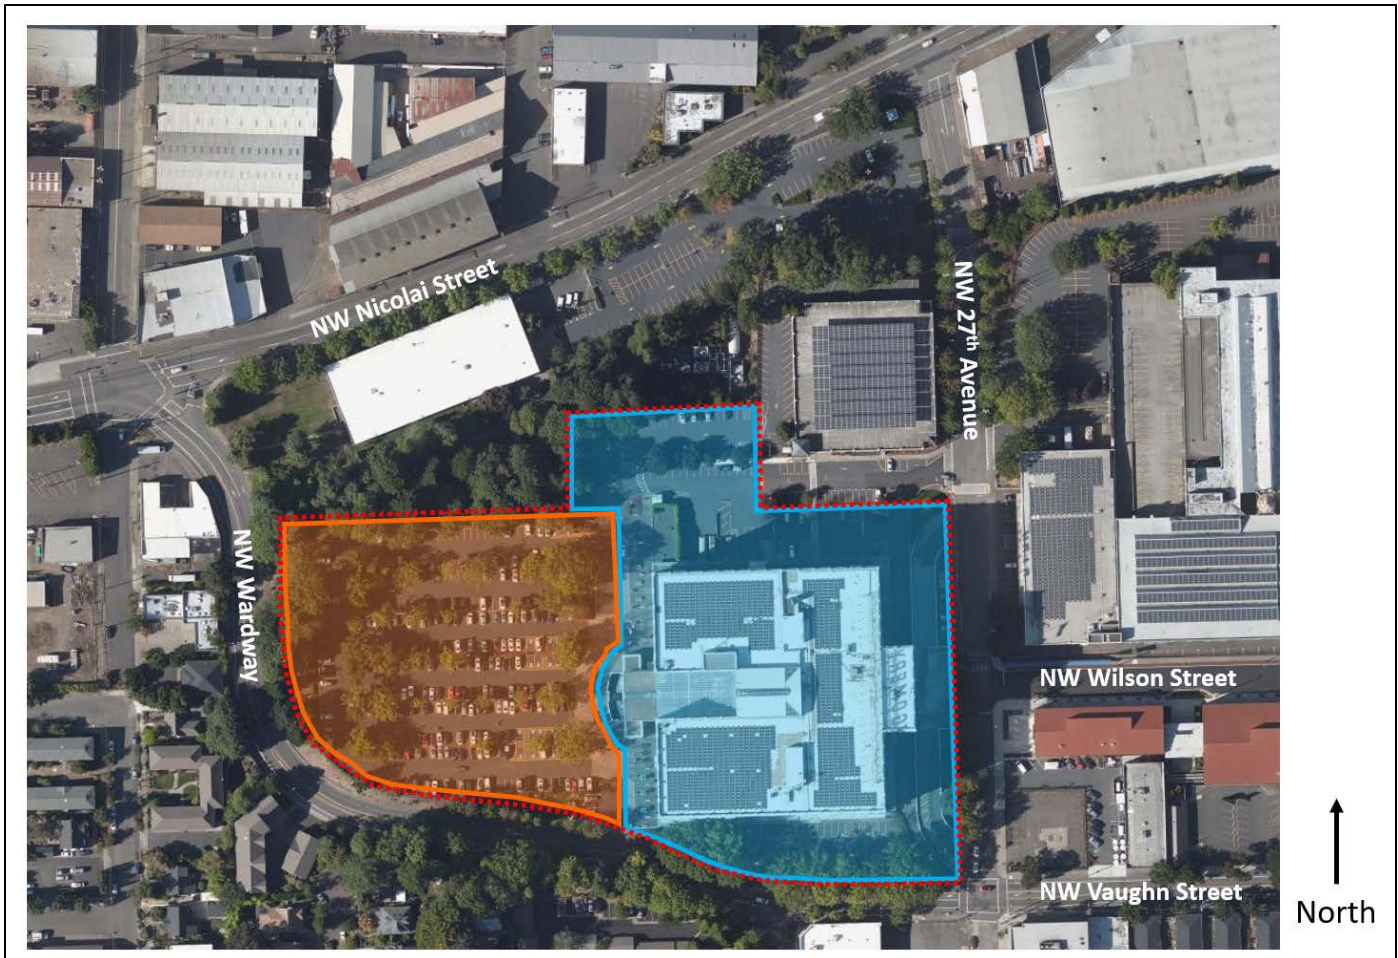 NW Nicolai Street
NW 27th Avenue
NW Wardway
NW Wilson Street
NW Vaughn Street
North